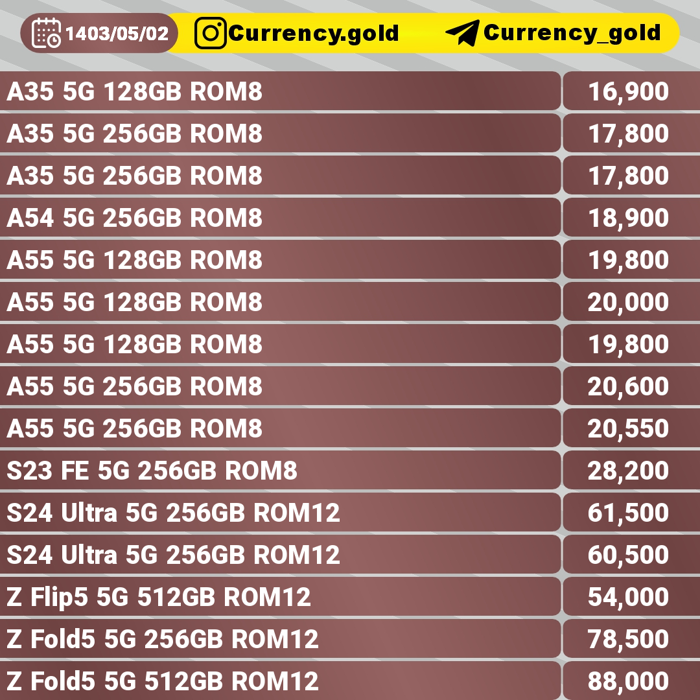 1403/05/02 Currency.gold Currency_gold
A35 5G 128GB ROM8 16,900
A35 5G 256GB ROM8 17,800
A35 5G 256GB ROM8 17,800
A54 5G 256GB ROM8 18,900
A55 5G 128GB ROM8 19,800
A55 5G 128GB ROM8 20,000
A55 5G 128GB ROM8 19,800
A55 5G 256GB ROM8 20,600
A55 5G 256GB ROM8 20,550
S23 FE 5G 256GB ROM8 28,200
S24 Ultra 5G 256GB ROM12 61,500
S24 Ultra 5G 256GB ROM12 60,500
Z Flip5 5G 512GB ROM12 54,000
Z Fold5 5G 256GB ROM12 78,500
Z Fold5 5G 512GB ROM12 88,000